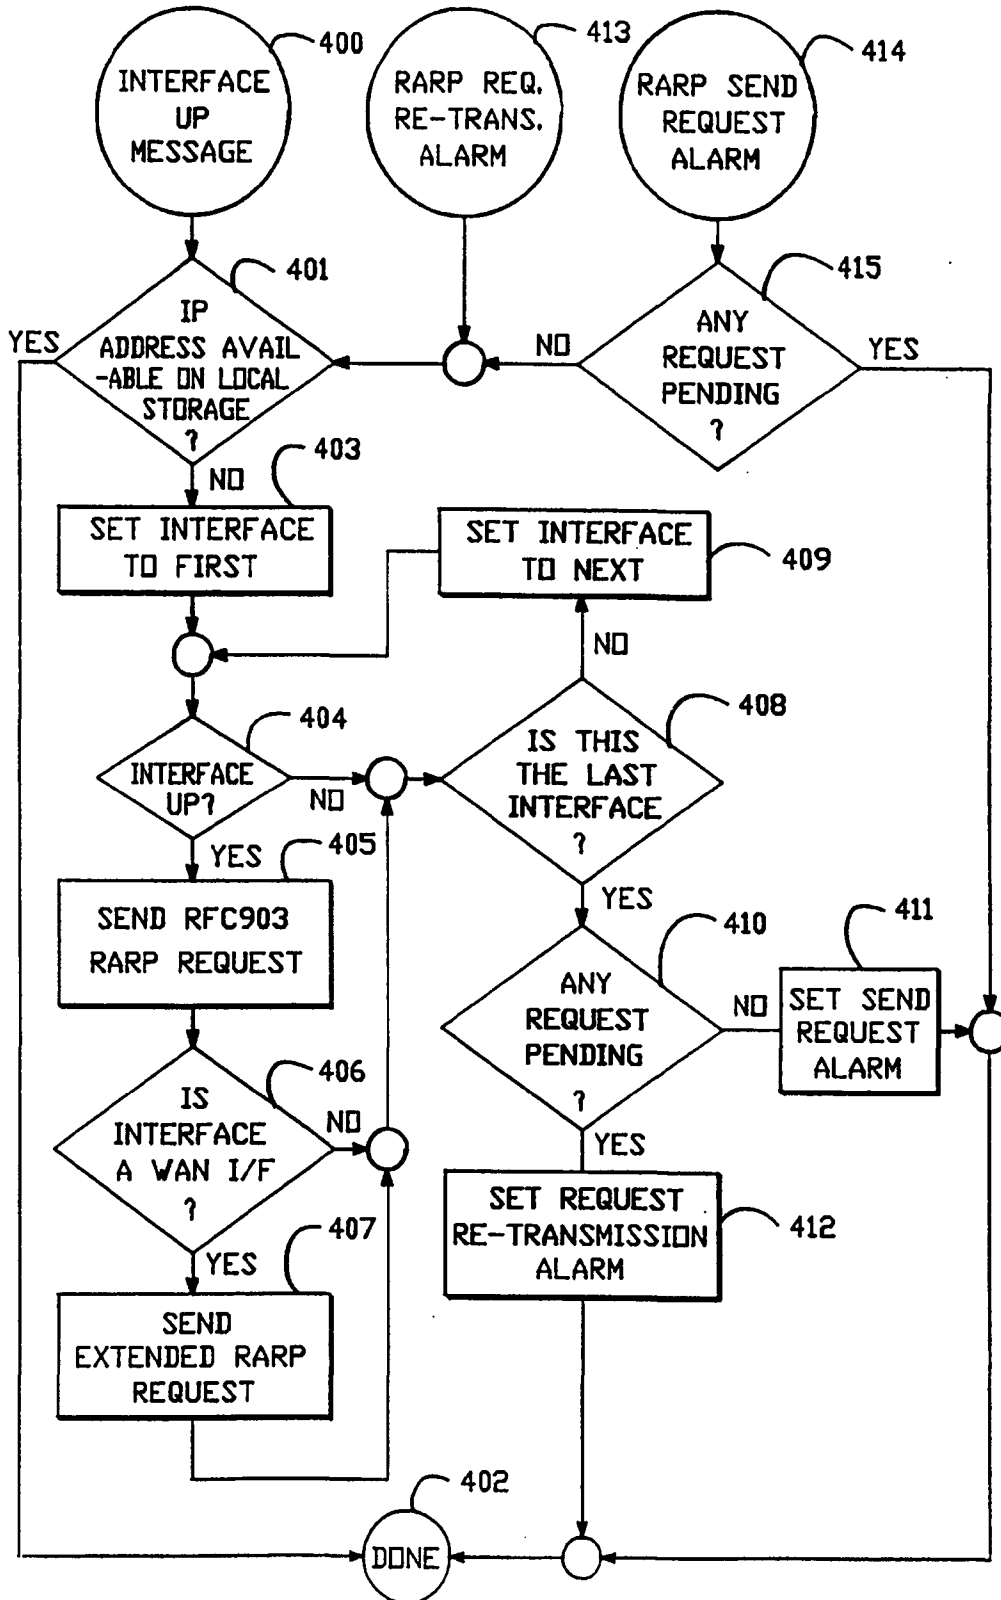 400
INTERFACE
UP
MESSAGE
413
RARP REQ.
RE-TRANS.
ALARM
414
RARP SEND
REQUEST
ALARM
401
IP
ADDRESS AVAIL
-ABLE ON LOCAL
STORAGE
?
YES
NO
415
ANY
REQUEST
PENDING
?
NO
YES
403
SET INTERFACE
TO FIRST
SET INTERFACE
TO NEXT
409
NO
404
INTERFACE
UP?
NO
YES
408
IS THIS
THE LAST
INTERFACE
?
YES
405
SEND RFC903
RARP REQUEST
410
ANY
REQUEST
PENDING
?
NO
YES
411
SET SEND
REQUEST
ALARM
406
IS
INTERFACE
A WAN I/F
?
NO
YES
SET REQUEST
RE-TRANSMISSION
ALARM
412
407
SEND
EXTENDED RARP
REQUEST
402
DONE